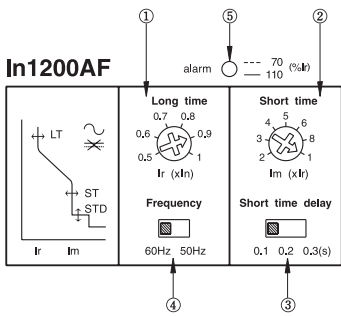 ① ⑤ ②
In1200AF
alarm --- 70 (%Ir)
— 110
LT
ST
STD
Ir Im
Long time
0.5 0.6 0.7 0.8 0.9 1
Ir (xIn)
Frequency
60Hz 50Hz
Short time
2 3 4 5 6 8 1
Im (xIr)
Short time delay
0.1 0.2 0.3(s)
④ ③